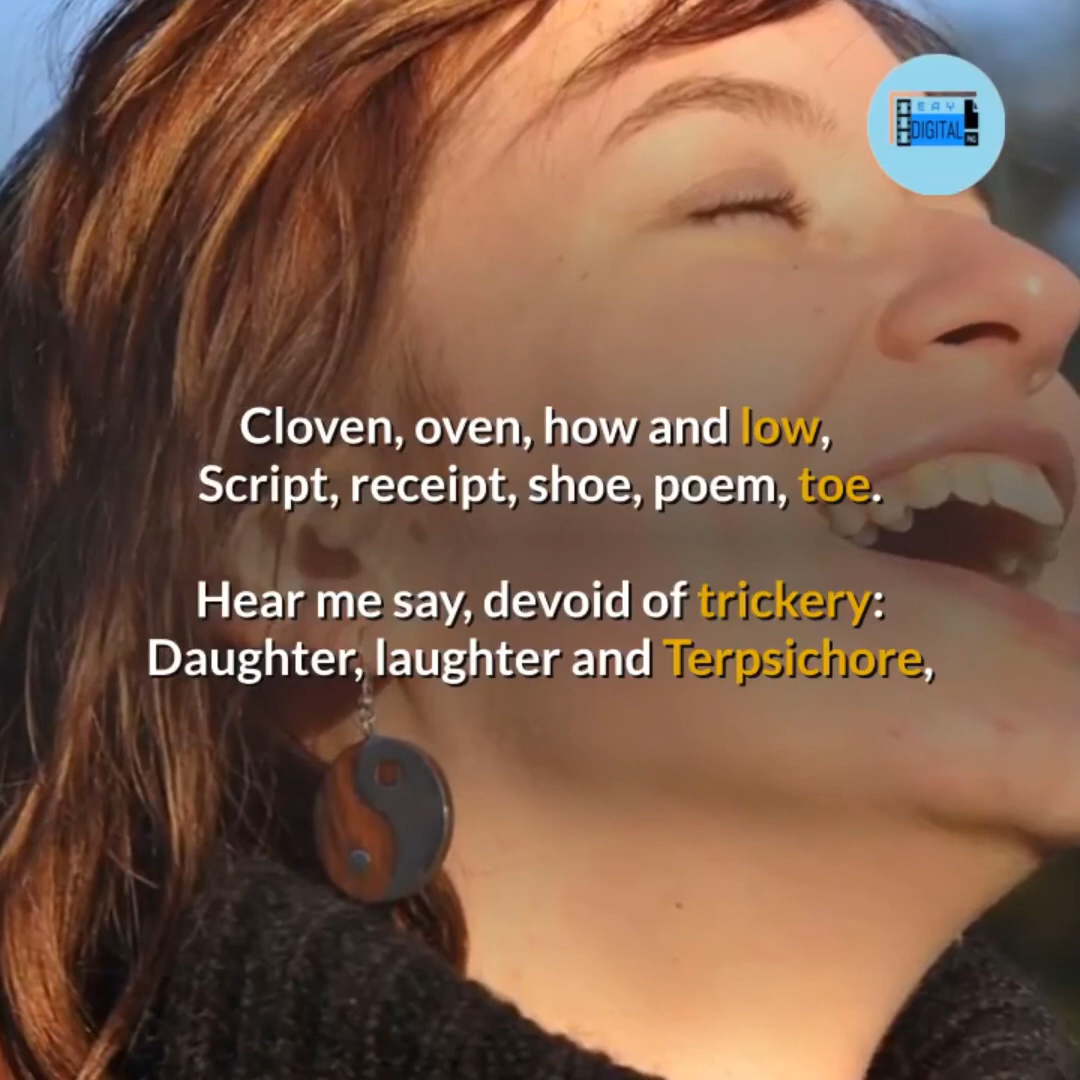 EAY
DIGITAL
Cloven, oven, how and low,
Script, receipt, shoe, poem, toe.
Hear me say, devoid of trickery:
Daughter, laughter and Terpsichore,